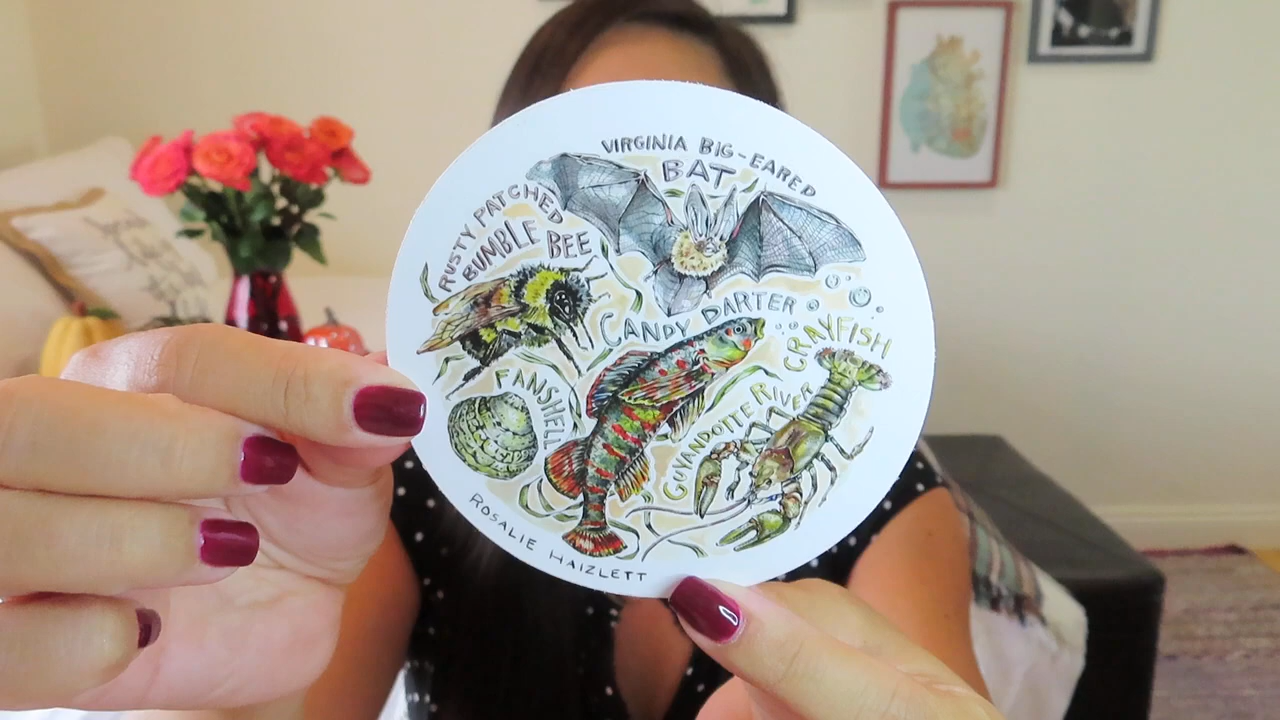 VIRGINIA BIG-EARED
BAT
RUSTY PATCHED
BUMBLE BEE
CANDY DARTER
FANSHELL
GUYANDOTTE RIVER
CRAYFISH
ROSALIE HAIZLETT